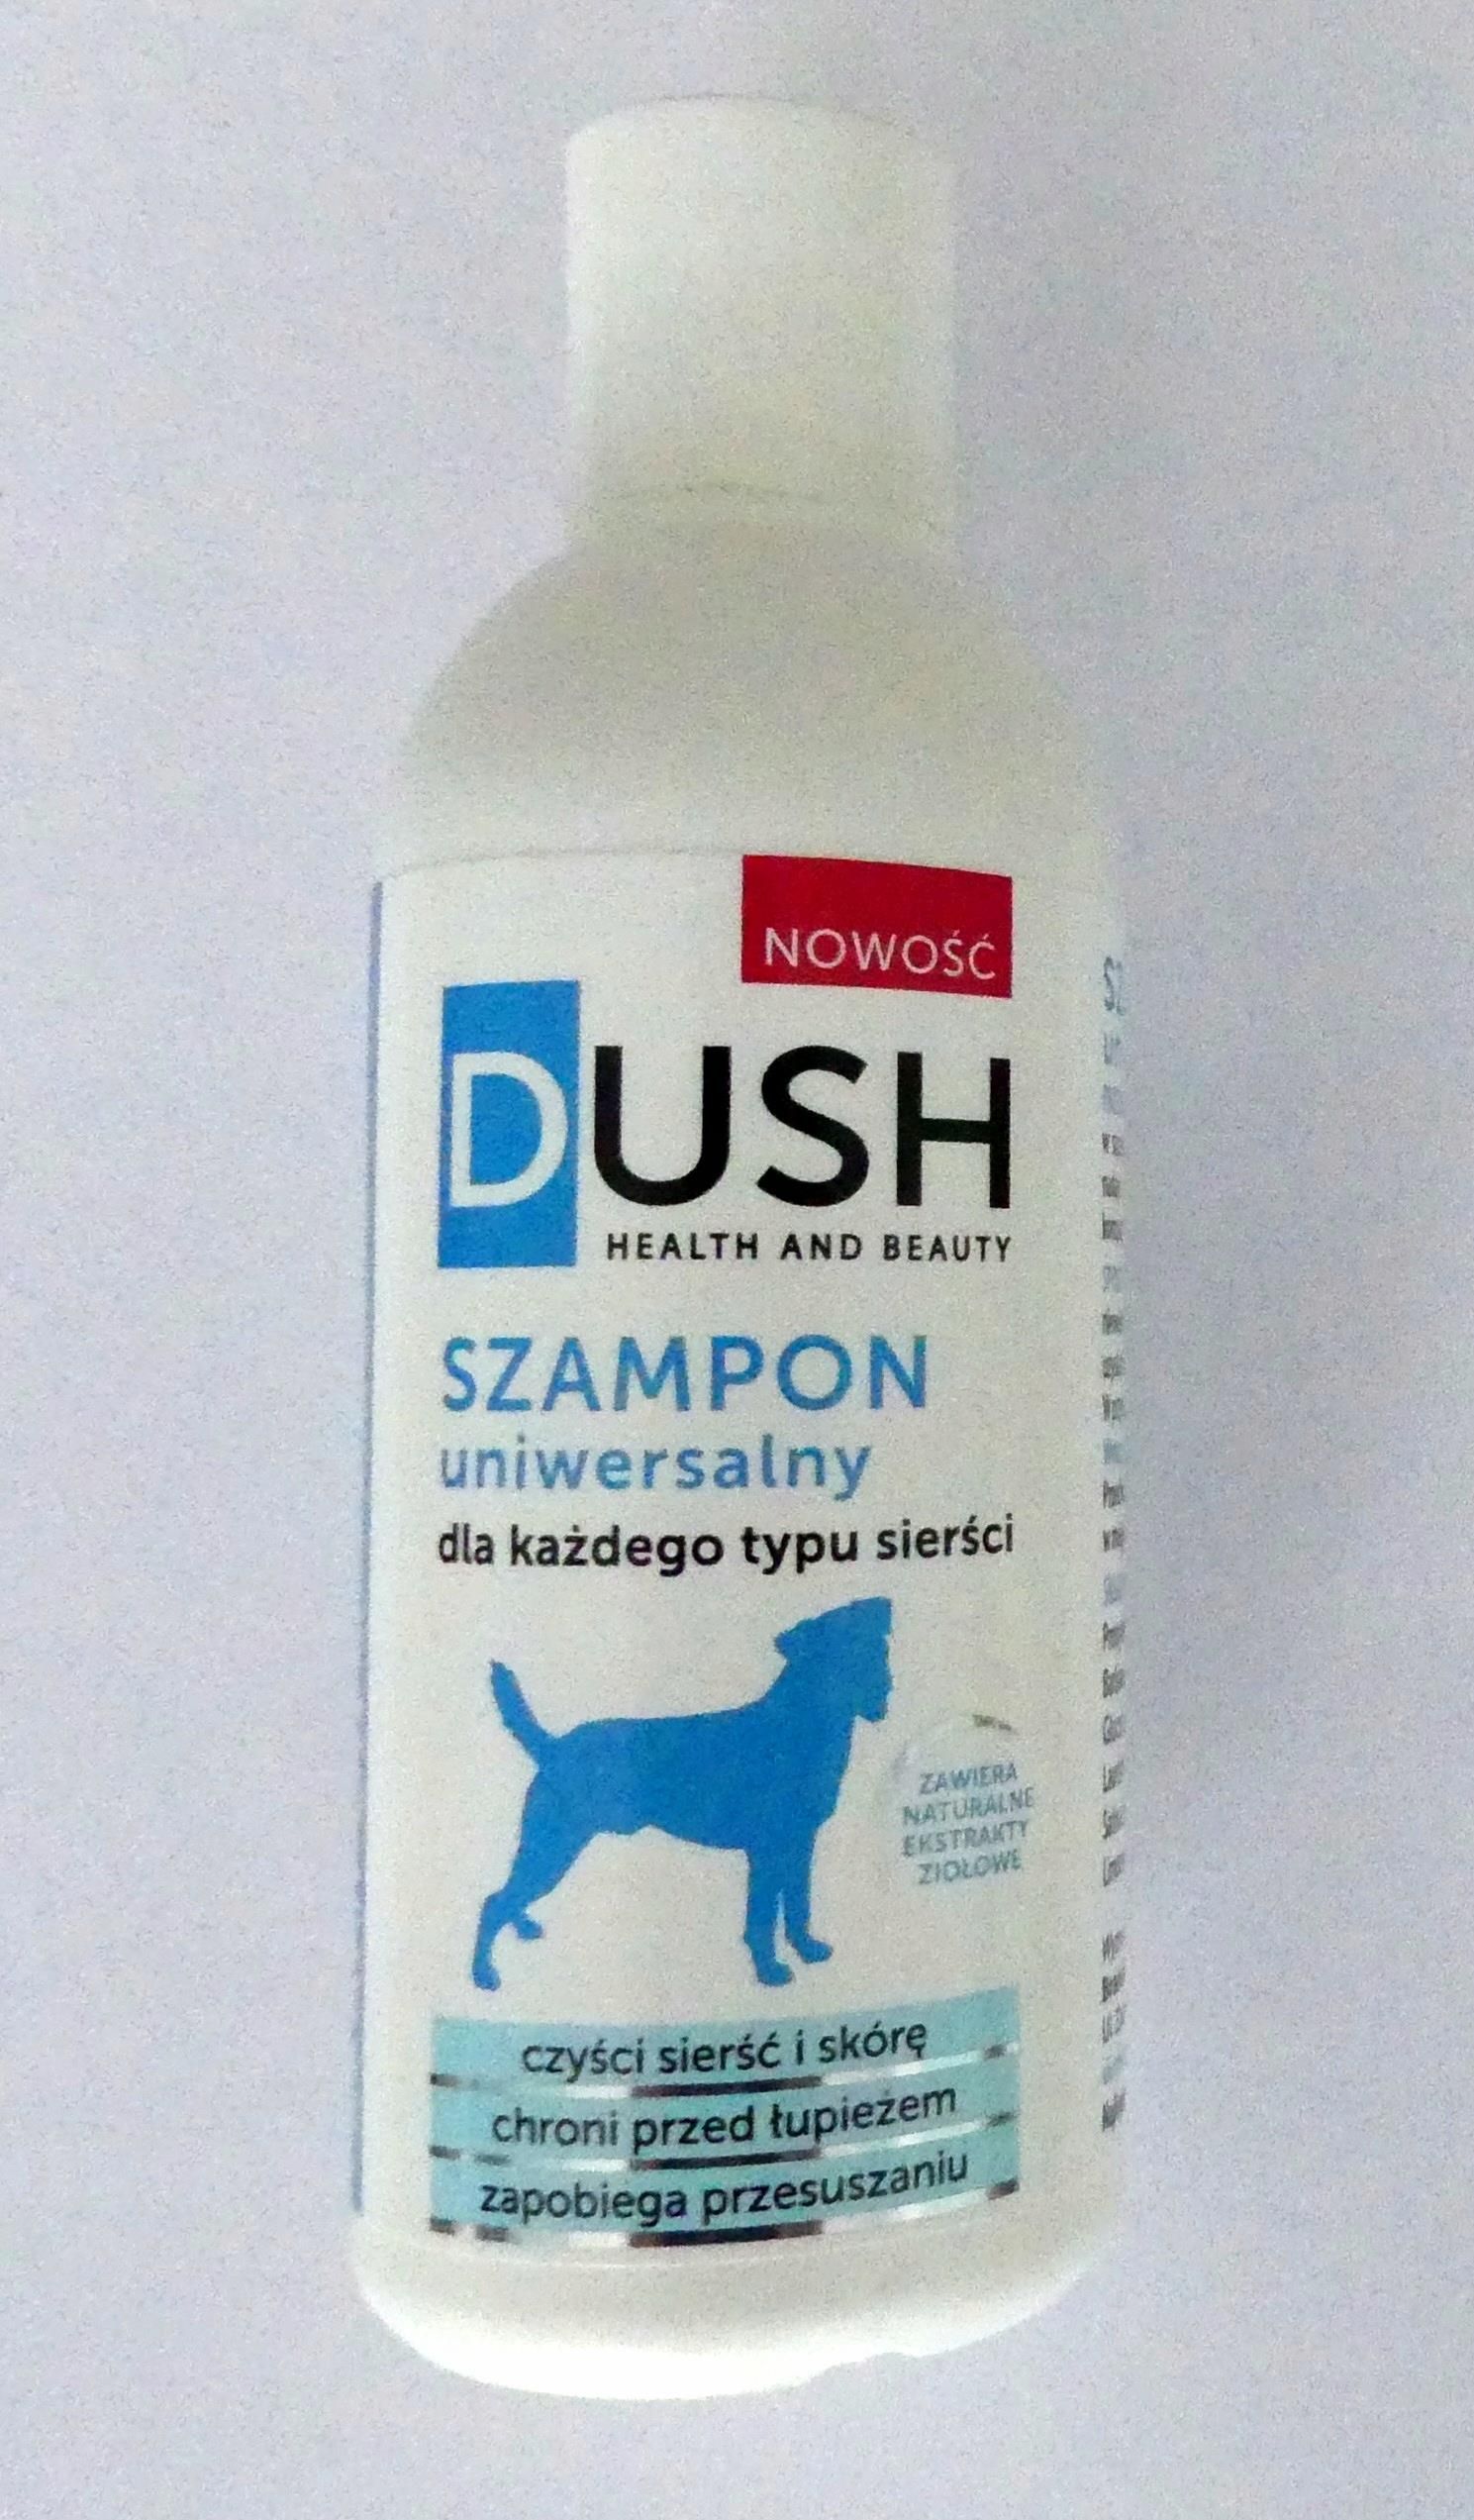 NOWOŚĆ
DUSH
HEALTH AND BEAUTY
SZAMPON
uniwersalny
dla każdego typu sierści
ZAWIERA
NATURALNE
EKSTRAKTY
ZIOŁOWE
czyści sierść i skórę
chroni przed łupieżem
zapobiega przesuszaniu